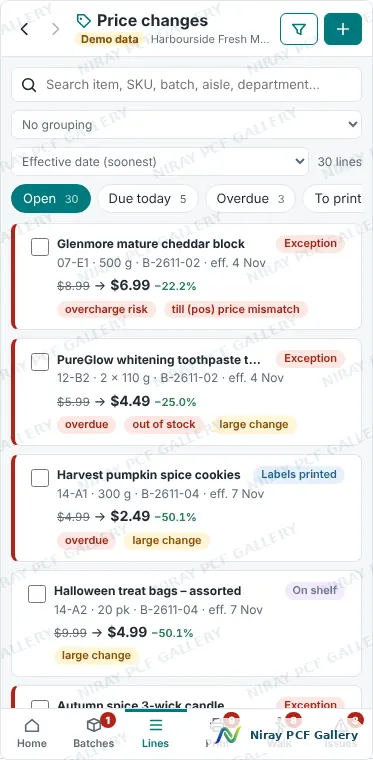 Price changes
Demo data Harbourside Fresh M...
Search item, SKU, batch, aisle, department...
No grouping
Effective date (soonest)
30 lines
Open 30
Due today 5
Overdue 3
To print
Glenmore mature cheddar block
Exception
07-E1 · 500 g · B-2611-02 · eff. 4 Nov
$8.99 → $6.99 −22.2%
overcharge risk
till (pos) price mismatch
PureGlow whitening toothpaste t...
Exception
12-B2 · 2 × 110 g · B-2611-02 · eff. 4 Nov
$5.99 → $4.49 −25.0%
overdue
out of stock
large change
Harvest pumpkin spice cookies
Labels printed
14-A1 · 300 g · B-2611-04 · eff. 7 Nov
$4.99 → $2.49 −50.1%
overdue
large change
Halloween treat bags – assorted
On shelf
14-A2 · 20 pk · B-2611-04 · eff. 7 Nov
$9.99 → $4.99 −50.1%
large change
Autumn spice 3-wick candle
Exception
Home
1
Batches
Lines
Print
Walk
Issues
Niray PCF Gallery
NIRAY PCF GALLERY